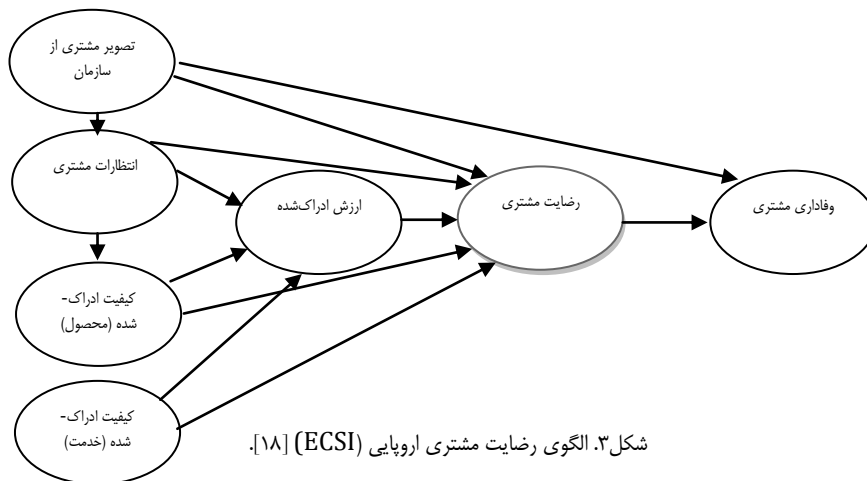 تصویر مشتری از
سازمان
انتظارات مشتری
ارزش ادراک‌شده
رضایت مشتری
وفاداری مشتری
کیفیت ادراک-
شده (محصول)
کیفیت ادراک-
شده (خدمت)
شکل۳. الگوی رضایت مشتری اروپایی (ECSI) [۱۸].